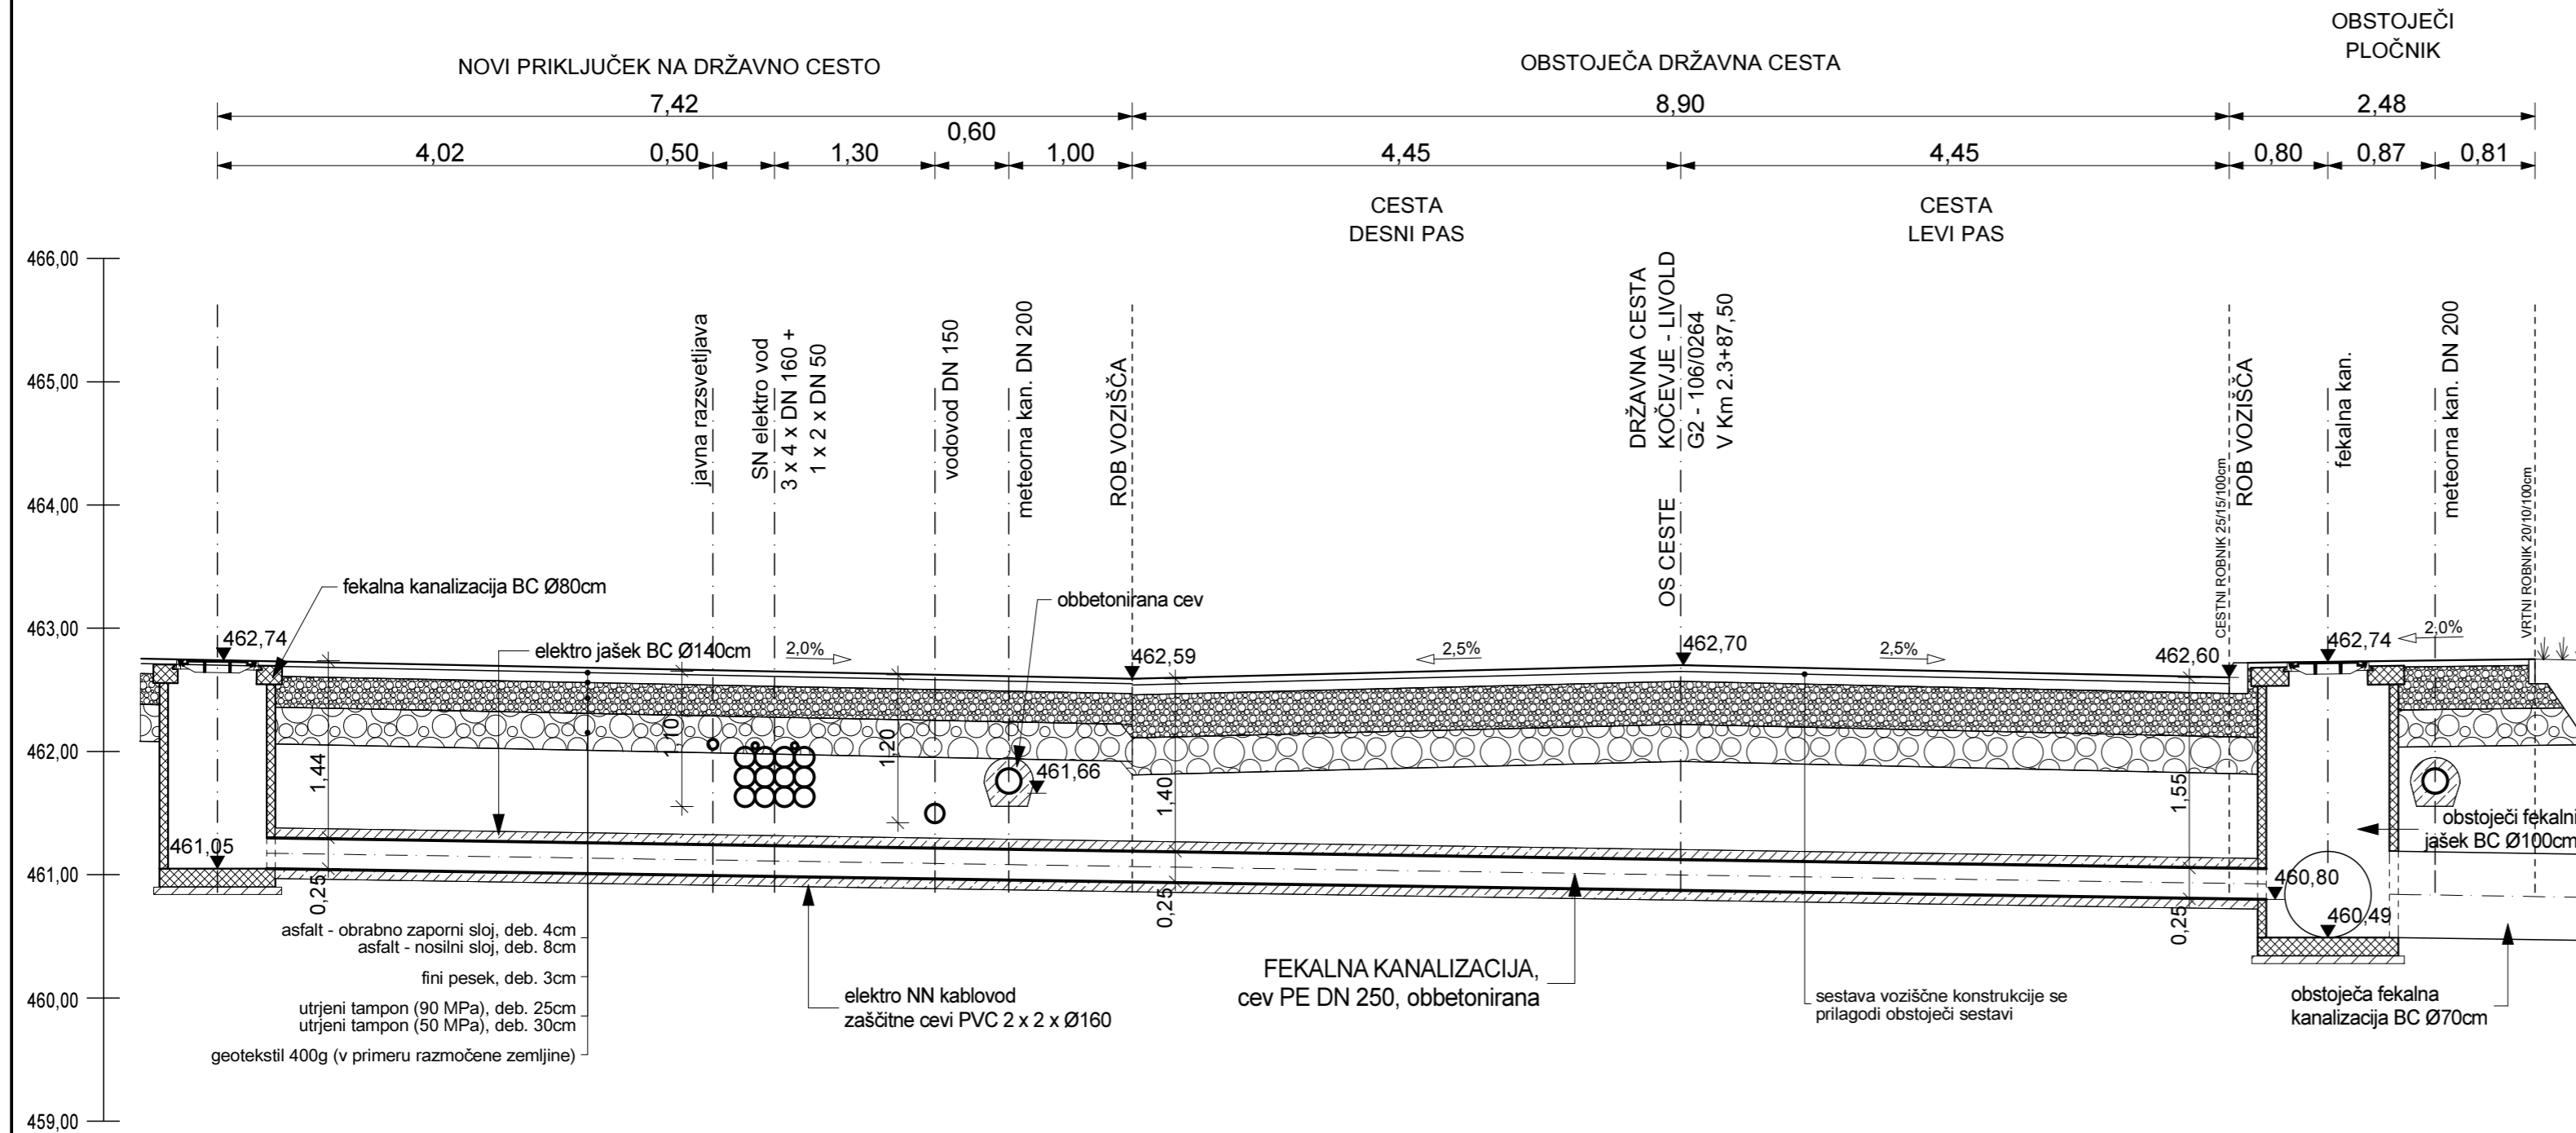 OBSTOJEČI
PLOČNIK
NOVI PRIKLJUČEK NA DRŽAVNO CESTO
OBSTOJEČA DRŽAVNA CESTA
7,42
8,90
2,48
4,02
0,50
1,30
0,60
1,00
4,45
4,45
0,80
0,87
0,81
CESTA
DESNI PAS
CESTA
LEVI PAS
466,00
465,00
464,00
463,00
462,00
461,00
460,00
459,00
javna razsvetljava
SN elektro vod
3 x 4 x DN 160 +
1 x 2 x DN 50
vodovod DN 150
meteorna kan. DN 200
ROB VOZIŠČA
DRŽAVNA CESTA
KOČEVJE - LIVOLD
G2 - 106/0264
V Km 2.3+87,50
OS CESTE
CESTNI ROBNIK 25/15/100cm
ROB VOZIŠČA
fekalna kan.
meteorna kan. DN 200
VRTNI ROBNIK 20/10/100cm
fekalna kanalizacija BC Ø80cm
obbetonirana cev
462,74
elektro jašek BC Ø140cm
2,0%
462,59
2,5%
462,70
2,5%
462,60
462,74
2,0%
1,44
1,10
1,20
461,66
1,40
1,55
461,05
0,25
0,25
0,25
obstoječi fekalni
jašek BC Ø100cm
460,80
460,49
asfalt - obrabno zaporni sloj, deb. 4cm
asfalt - nosilni sloj, deb. 8cm
fini pesek, deb. 3cm
utrjeni tampon (90 MPa), deb. 25cm
utrjeni tampon (50 MPa), deb. 30cm
geotekstil 400g (v primeru razmočene zemljine)
elektro NN kablovod
zaščitne cevi PVC 2 x 2 x Ø160
FEKALNA KANALIZACIJA,
cev PE DN 250, obbetonirana
sestava voziščne konstrukcije se
prilagodi obstoječi sestavi
obstoječa fekalna
kanalizacija BC Ø70cm